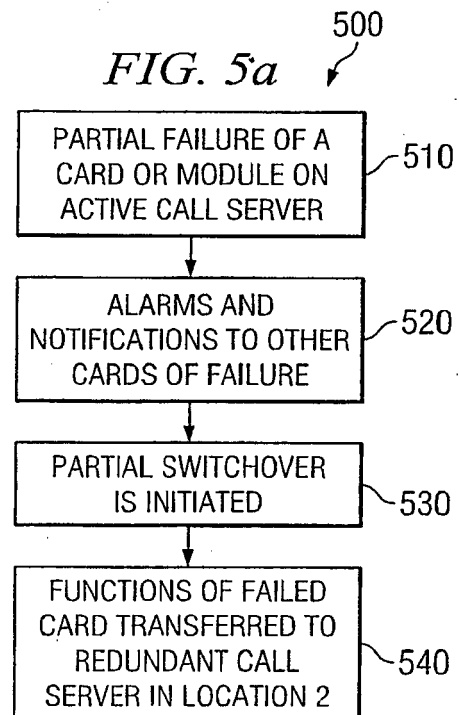 500
FIG. 5a
PARTIAL FAILURE OF A
CARD OR MODULE ON
ACTIVE CALL SERVER
510
ALARMS AND
NOTIFICATIONS TO OTHER
CARDS OF FAILURE
520
PARTIAL SWITCHOVER
IS INITIATED
530
FUNCTIONS OF FAILED
CARD TRANSFERRED TO
REDUNDANT CALL
SERVER IN LOCATION 2
540